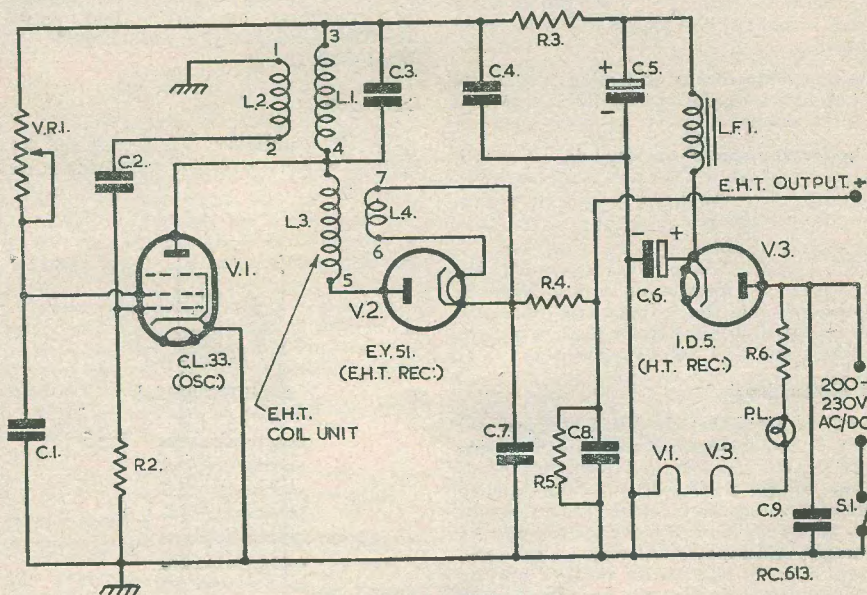 3
R.3.
1
L.2.
L.1.
C.3.
C.4.
+
C.5.
-
L.F.1.
V.R.1.
2
C.2.
4
7
E.H.T. OUTPUT. +
L.3.
L.4.
6
- +
V.3.
V.1.
5
V.2.
R.4.
C.6.
C.L.33.
(OSC:)
E.Y.51.
(E.H.T. REC:)
1.D.5.
(H.T. REC:)
R.6.
200-
230V
AC/DC
E.H.T.
COIL UNIT
P.L.
C.1.
R.2.
C.7.
C.8.
R.5.
V.1.
V.3.
C.9.
S.1.
RC.613.